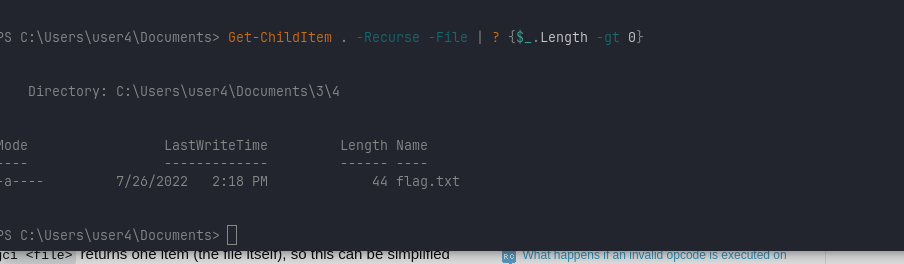 PS C:\Users\user4\Documents> Get-ChildItem . -Recurse -File | ? {$_.Length -gt 0}
Directory: C:\Users\user4\Documents\3\4
Mode LastWriteTime Length Name
---- ------------- ------ ----
-a---- 7/26/2022 2:18 PM 44 flag.txt
PS C:\Users\user4\Documents>
gci <file> returns one item (the file itself), so this can be simplified
RC What happens if an invalid opcode is executed on